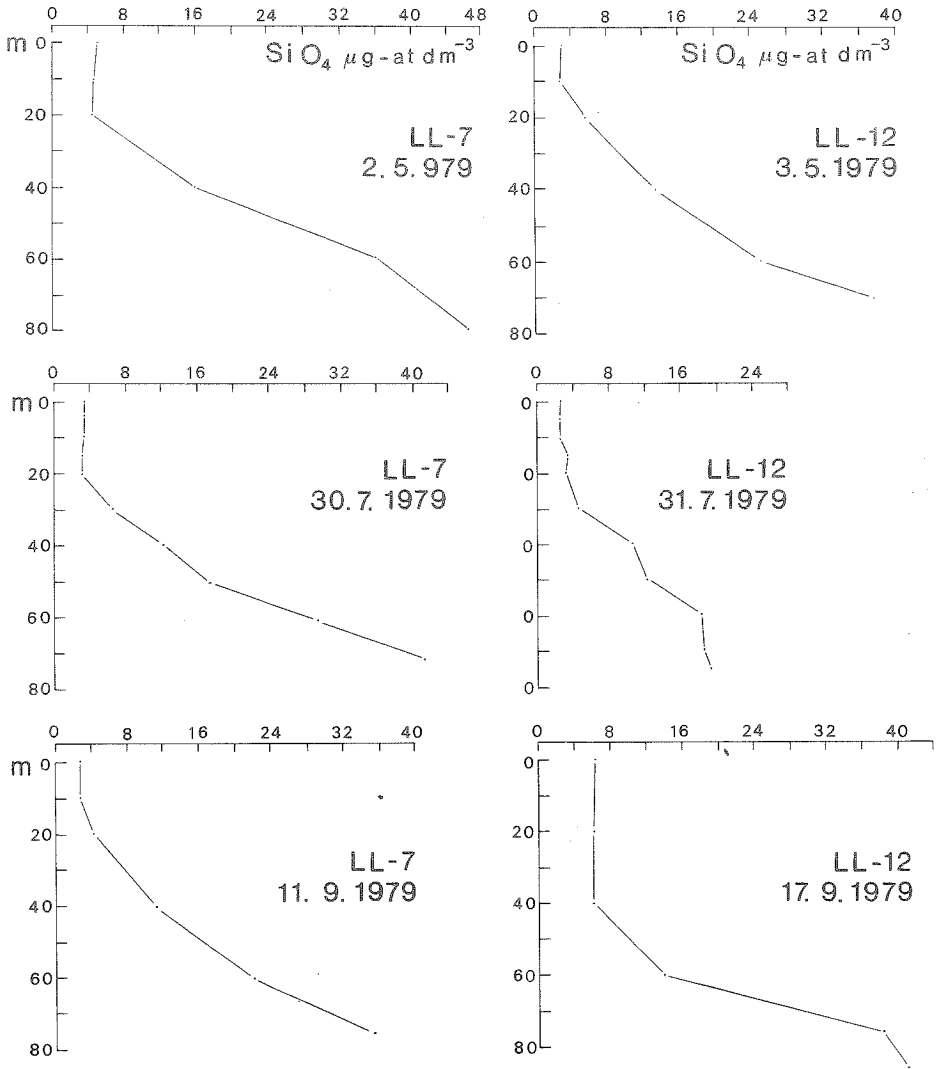 0 8 16 24 32 40 48
m 0
SiO₄ µg-at dm⁻³
20
LL-7
2. 5. 979
40
60
80
0 8 16 24 32 40
0
SiO₄ µg-at dm⁻³
20
LL-12
3. 5. 1979
40
60
80
0 8 16 24 32 40
m 0
20
LL-7
30. 7. 1979
40
60
80
0 8 16 24
0
0
LL-12
31. 7. 1979
0
0
0
0 8 16 24 32 40
m 0
20
LL-7
11. 9. 1979
40
60
80
0 8 16 24 32 40
0
20
LL-12
17. 9. 1979
40
60
80